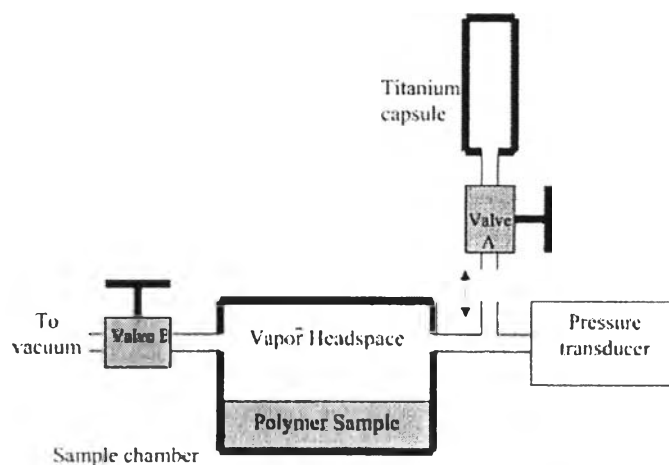 Titanium
capsule
Valve
A
To
vacuum
Valve B
Vapor Headspace
Pressure
transducer
Polymer Sample
Sample chamber